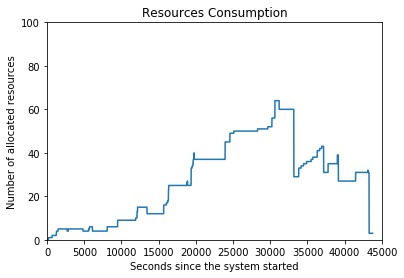 Resources Consumption
Number of allocated resources
100
80
60
40
20
0
0 5000 10000 15000 20000 25000 30000 35000 40000 45000
Seconds since the system started